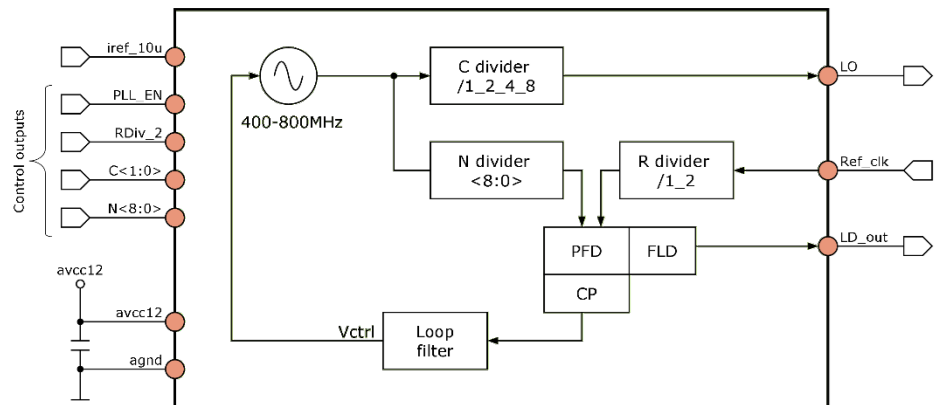 iref_10u
PLL_EN
RDiv_2
C<1:0>
N<8:0>
Control outputs
avcc12
avcc12
agnd
400-800MHz
C divider
/1_2_4_8
N divider
<8:0>
R divider
/1_2
PFD
FLD
CP
Loop
filter
Vctrl
LO
Ref_clk
LD_out